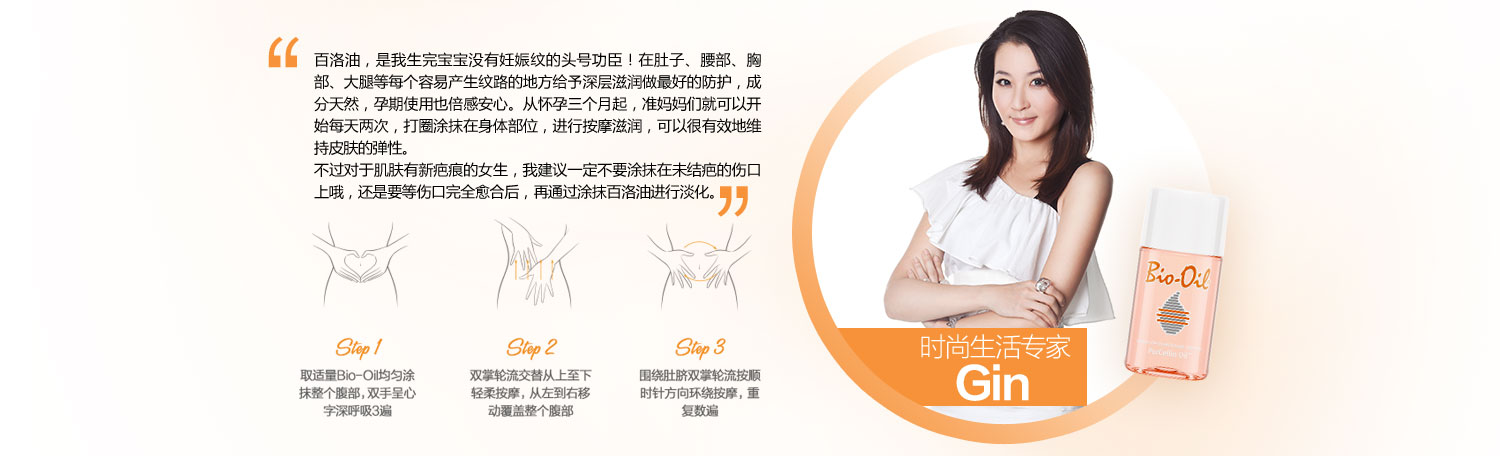 百洛油，是我生完宝宝没有妊娠纹的头号功臣！在肚子、腰部、胸
部、大腿等每个容易产生纹路的地方给予深层滋润做最好的防护，成
分天然，孕期使用也倍感安心。从怀孕三个月起，准妈妈们就可以开
始每天两次，打圈涂抹在身体部位，进行按摩滋润，可以很有效地维
持皮肤的弹性。
不过对于肌肤有新疤痕的女生，我建议一定不要涂抹在未结疤的伤口
上哦，还是要等伤口完全愈合后，再通过涂抹百洛油进行淡化。
Step 1
取适量Bio-Oil均匀涂
抹整个腹部，双手呈心
字深呼吸3遍
Step 2
双掌轮流交替从上至下
轻柔按摩，从左到右移
动覆盖整个腹部
Step 3
围绕肚脐双掌轮流按顺
时针方向环绕按摩，重
复数遍
时尚生活专家
Gin
Bio-Oil
PurCellin Oil